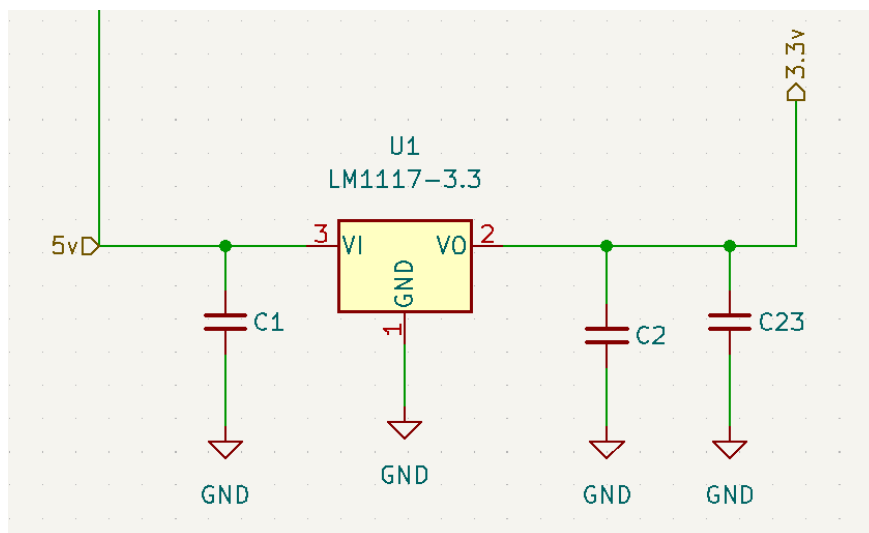 3.3v
U1
LM1117-3.3
5v
3
VI
VO
2
GND
1
C1
C2
C23
GND
GND
GND
GND